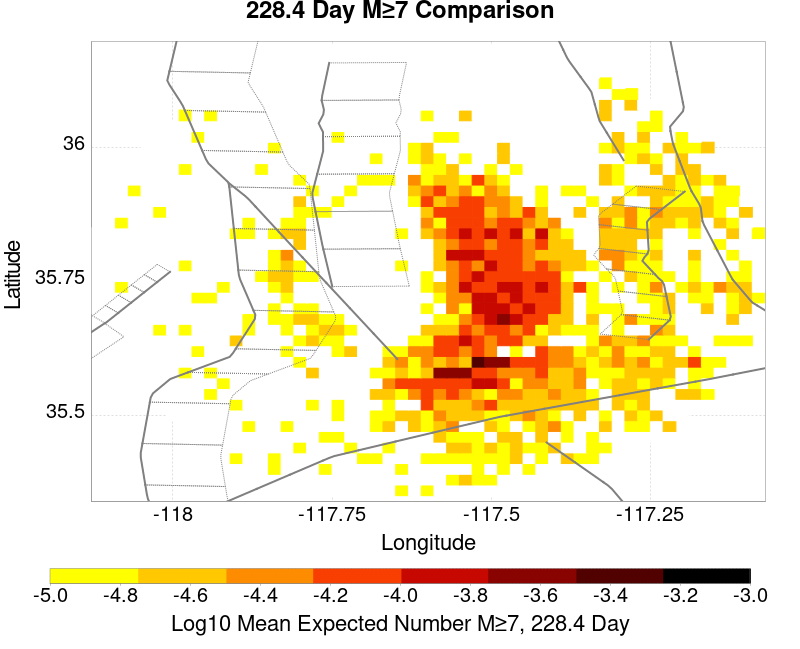 228.4 Day M≥7 Comparison
36
35.75
35.5
Latitude
-118 -117.75 -117.5 -117.25
Longitude
-5.0 -4.8 -4.6 -4.4 -4.2 -4.0 -3.8 -3.6 -3.4 -3.2 -3.0
Log10 Mean Expected Number M≥7, 228.4 Day